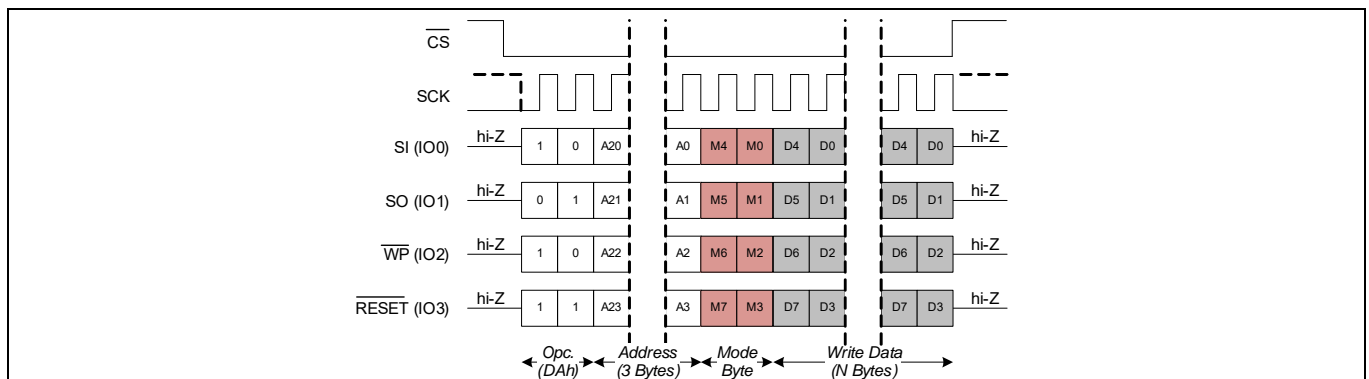 CS
SCK
SI (IO0) hi-Z 1 0 A20 A0 M4 M0 D4 D0 D4 D0 hi-Z
SO (IO1) hi-Z 0 1 A21 A1 M5 M1 D5 D1 D5 D1 hi-Z
WP (IO2) hi-Z 1 0 A22 A2 M6 M2 D6 D2 D6 D2 hi-Z
RESET (IO3) hi-Z 1 1 A23 A3 M7 M3 D7 D3 D7 D3 hi-Z
Opc. Address Mode Write Data
(DAh) (3 Bytes) Byte (N Bytes)